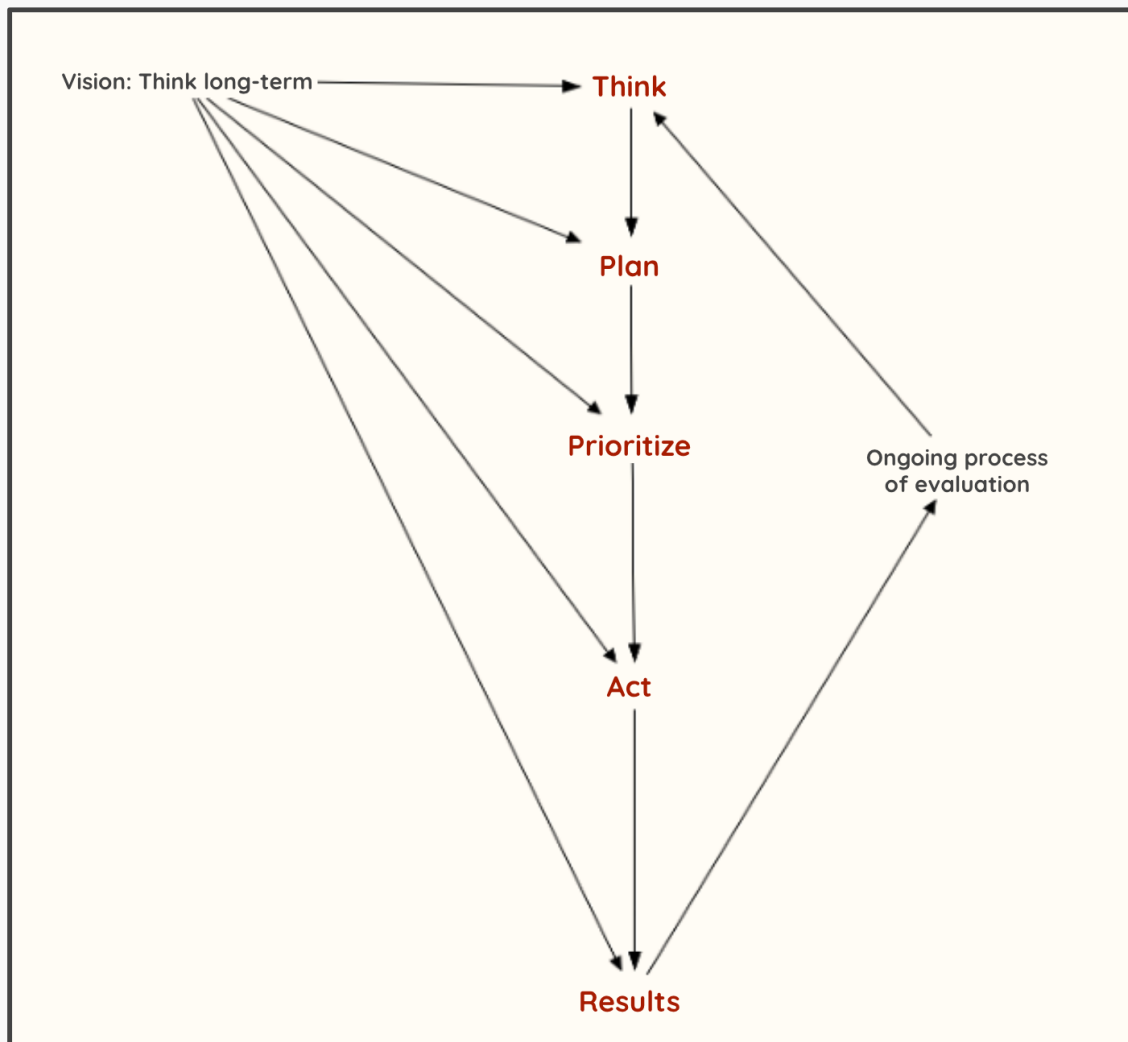 Vision: Think long-term
Think
Plan
Prioritize
Ongoing process
of evaluation
Act
Results